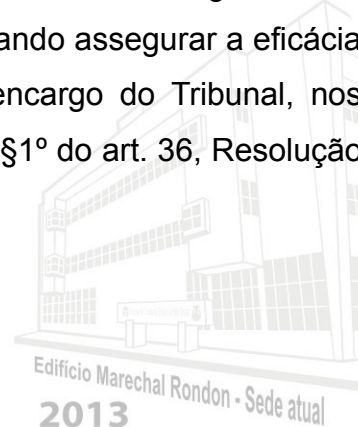 ando assegurar a eficácia
encargo do Tribunal, nos
§1º do art. 36, Resolução
Edifício Marechal Rondon - Sede atual
2013